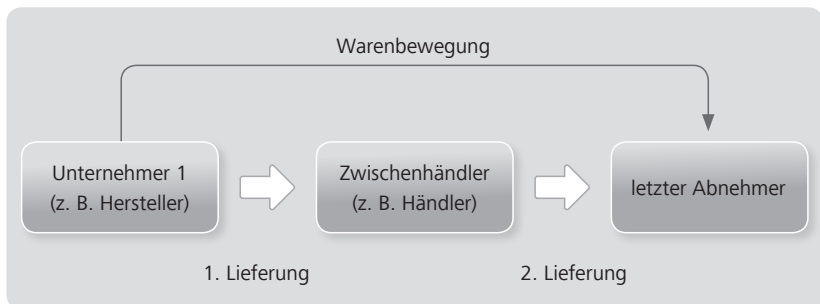 Warenbewegung
Unternehmer 1
(z. B. Hersteller)
Zwischenhändler
(z. B. Händler)
letzter Abnehmer
1. Lieferung
2. Lieferung